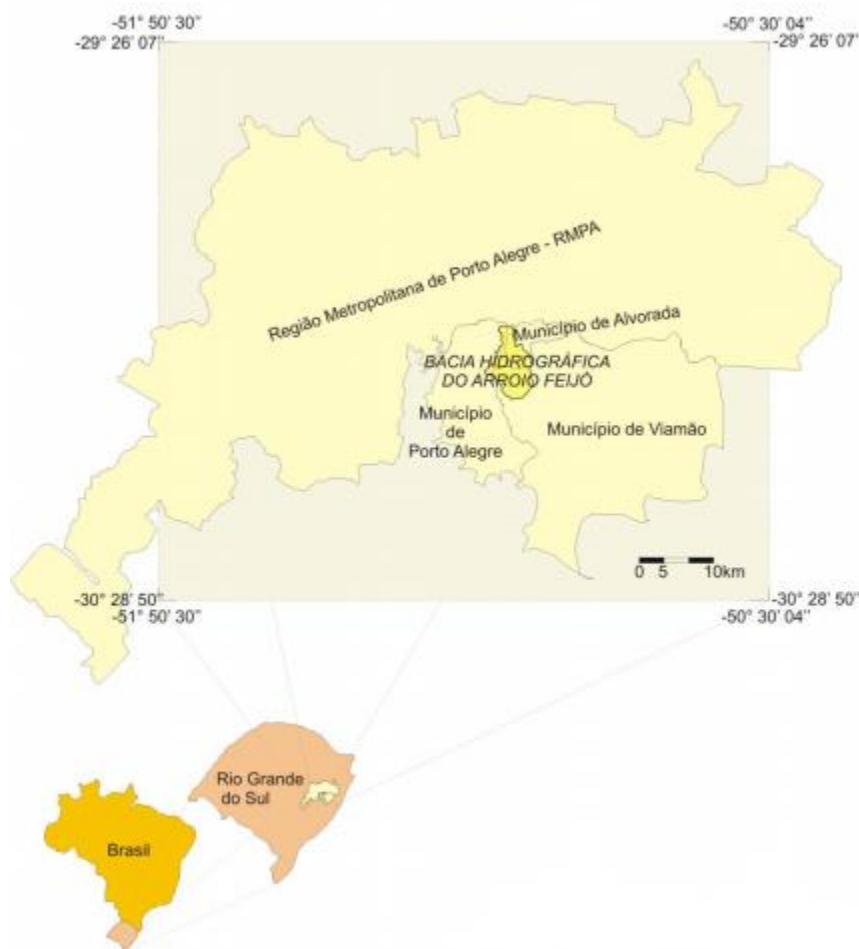 -51° 50' 30"
-50° 30' 04"
-29° 26' 07"
-29° 26' 07"
Região Metropolitana de Porto Alegre - RMPA
Município de Alvorada
BACIA HIDROGRÁFICA
DO ARROIO FEIJÓ
Município
de
Porto Alegre
Município de Viamão
0 5 10km
-30° 28' 50"
-30° 28' 50"
-51° 50' 30"
-50° 30' 04"
Rio Grande
do Sul
Brasil